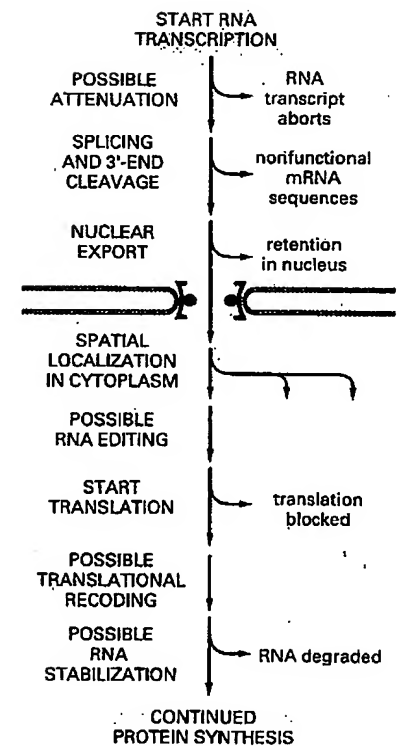 START RNA
TRANSCRIPTION
POSSIBLE
ATTENUATION
RNA
transcript
aborts
SPLICING
AND 3'-END
CLEAVAGE
nonfunctional
mRNA
sequences
NUCLEAR
EXPORT
retention
in nucleus
SPATIAL
LOCALIZATION
IN CYTOPLASM
POSSIBLE
RNA EDITING
START
TRANSLATION
translation
blocked
POSSIBLE
TRANSLATIONAL
RECODING
POSSIBLE
RNA
STABILIZATION
RNA degraded
CONTINUED
PROTEIN SYNTHESIS